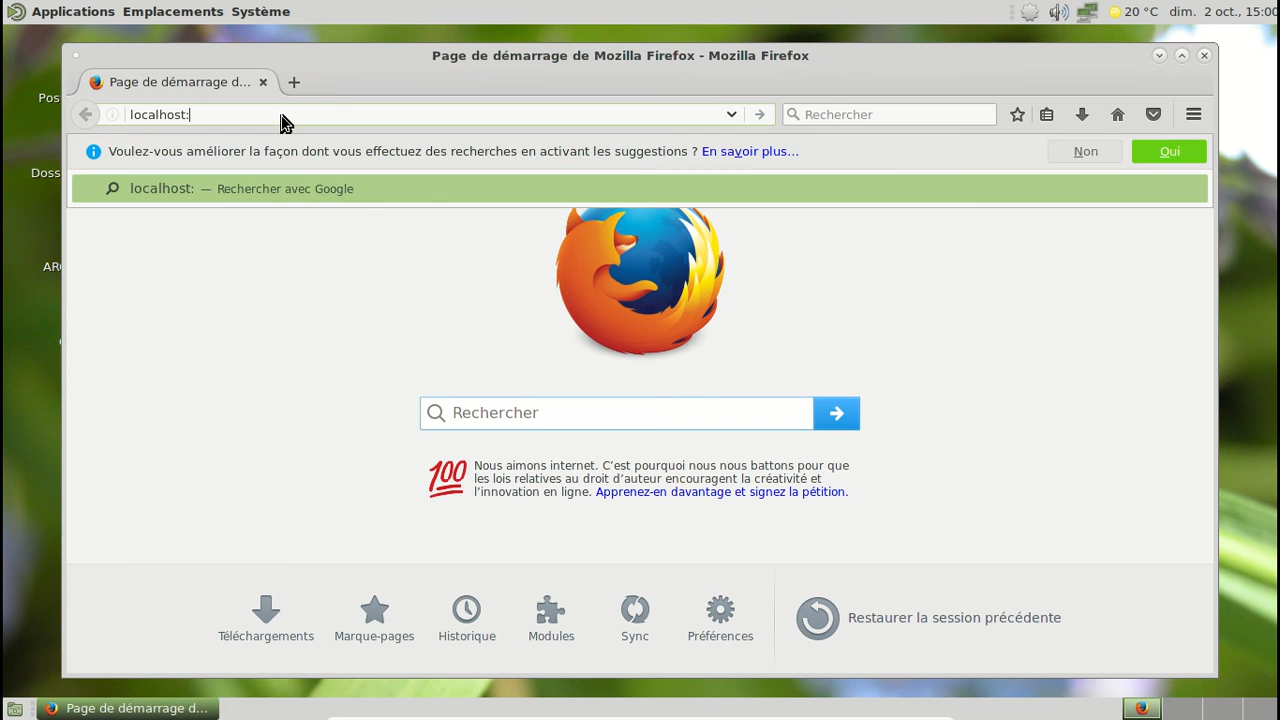 Applications Emplacements Système
20 °C dim. 2 oct., 15:00
Page de démarrage de Mozilla Firefox - Mozilla Firefox
Page de démarrage d...
localhost:
Rechercher
Voulez-vous améliorer la façon dont vous effectuez des recherches en activant les suggestions ? En savoir plus...
Non
Oui
localhost: — Rechercher avec Google
Rechercher
100
Nous aimons internet. C'est pourquoi nous nous battons pour que
les lois relatives au droit d'auteur encouragent la créativité et
l'innovation en ligne. Apprenez-en davantage et signez la pétition.
Téléchargements
Marque-pages
Historique
Modules
Sync
Préférences
Restaurer la session précédente
Page de démarrage d...